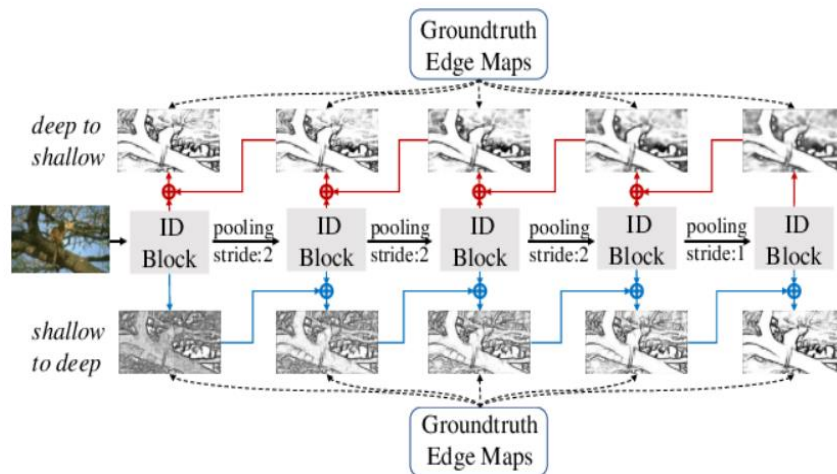 Groundtruth
Edge Maps
deep to
shallow
ID
Block
pooling
stride:2
ID
Block
pooling
stride:2
ID
Block
pooling
stride:2
ID
Block
pooling
stride:1
ID
Block
shallow
to deep
Groundtruth
Edge Maps